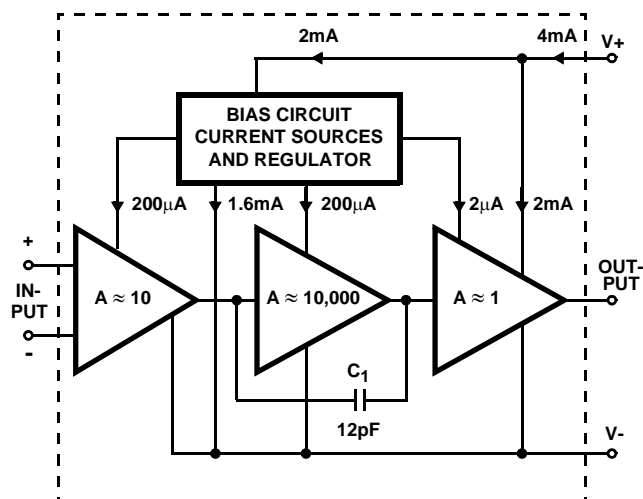 2mA
4mA
V+
BIAS CIRCUIT
CURRENT SOURCES
AND REGULATOR
200μA
1.6mA
200μA
2μA
2mA
+
IN-
PUT
-
A ≈ 10
A ≈ 10,000
A ≈ 1
OUT-
PUT
C1
12pF
V-